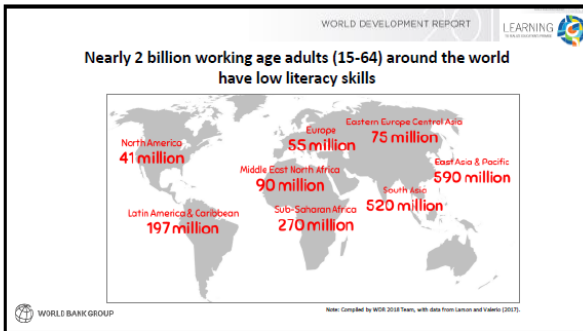 WORLD DEVELOPMENT REPORT
LEARNING
Nearly 2 billion working age adults (15-64) around the world
have low literacy skills
North America
41 million
Europe
55 million
Eastern Europe Central Asia
75 million
Middle East North Africa
90 million
East Asia & Pacific
590 million
South Asia
520 million
Latin America & Caribbean
197 million
Sub-Saharan Africa
270 million
WORLD BANK GROUP
Note: Compiled by WDR 2018 Team, with data from Larson and Valerio (2017).